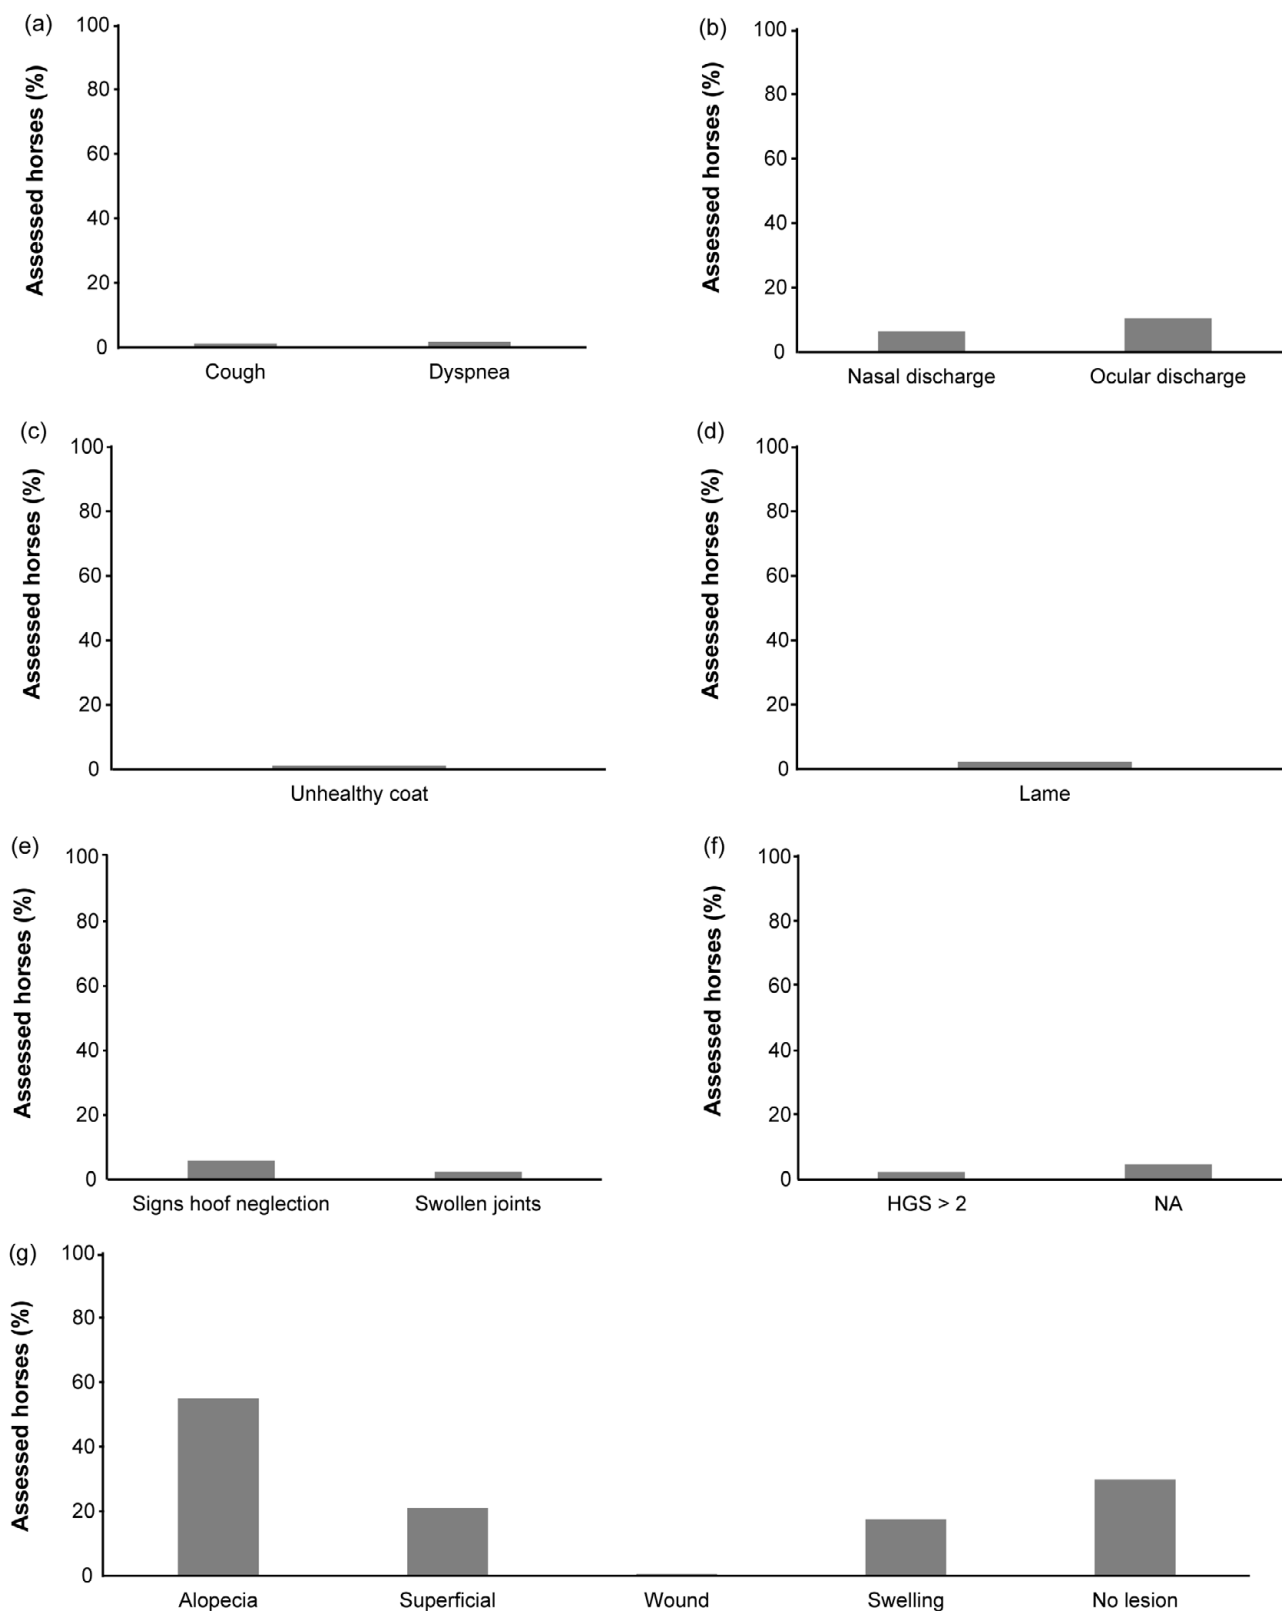 (a)
Assessed horses (%)
100
80
60
40
20
0
Cough Dyspnea
(b)
Assessed horses (%)
100
80
60
40
20
0
Nasal discharge Ocular discharge
(c)
Assessed horses (%)
100
80
60
40
20
0
Unhealthy coat
(d)
Assessed horses (%)
100
80
60
40
20
0
Lame
(e)
Assessed horses (%)
100
80
60
40
20
0
Signs hoof neglection Swollen joints
(f)
Assessed horses (%)
100
80
60
40
20
0
HGS > 2 NA
(g)
Assessed horses (%)
100
80
60
40
20
0
Alopecia Superficial Wound Swelling No lesion